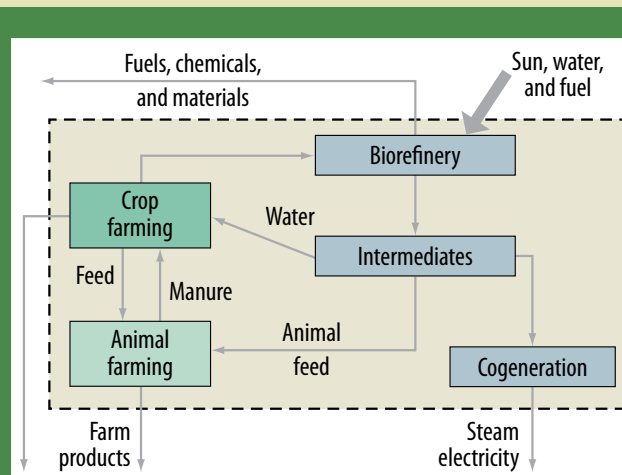 Fuels, chemicals,
and materials
Sun, water,
and fuel
Biorefinery
Crop
farming
Water
Intermediates
Feed
Manure
Animal
farming
Animal
feed
Cogeneration
Farm
products
Steam
electricity